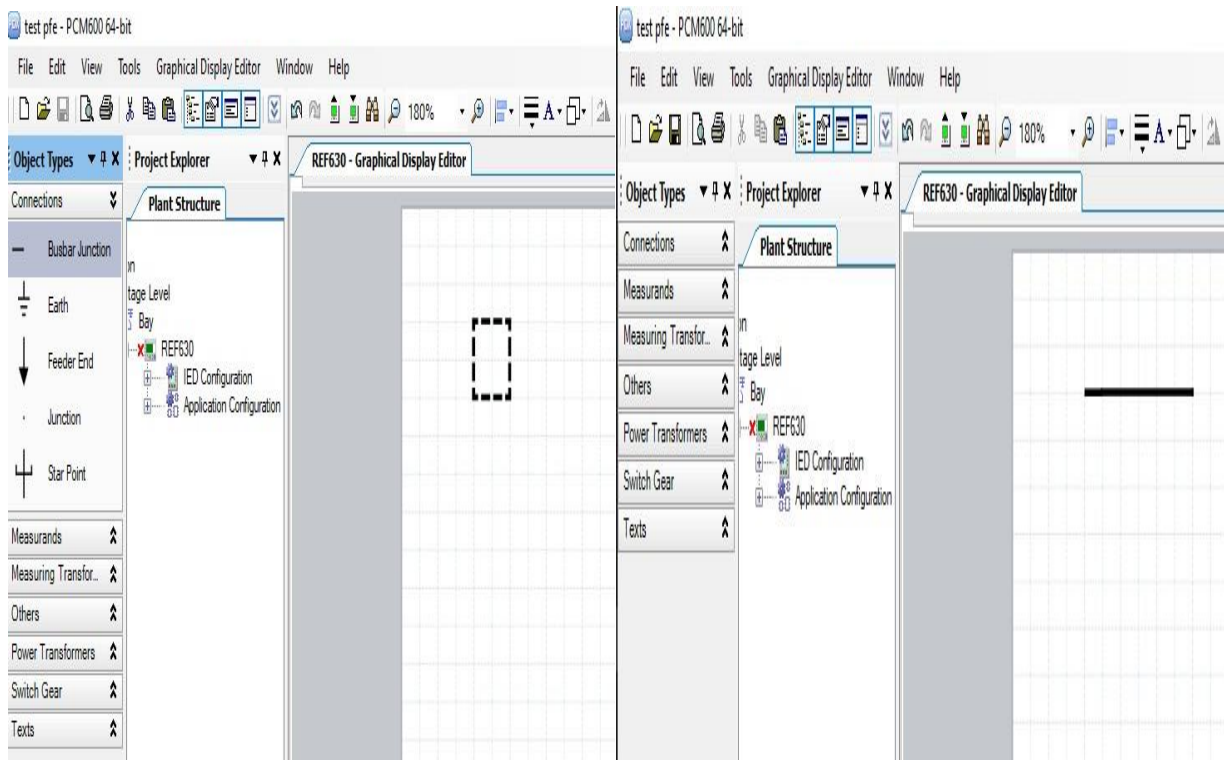 test pfe - PCM600 64-bit
File Edit View Tools Graphical Display Editor Window Help
180% A
Object Types
Connections
Busbar Junction
Earth
Feeder End
Junction
Star Point
Measurands
Measuring Transfor...
Others
Power Transformers
Switch Gear
Texts
Project Explorer
Plant Structure
on
tage Level
Bay
REF630
IED Configuration
Application Configuration
REF630 - Graphical Display Editor
test pfe - PCM600 64-bit
File Edit View Tools Graphical Display Editor Window Help
180% A
Object Types
Connections
Measurands
Measuring Transfor...
Others
Power Transformers
Switch Gear
Texts
Project Explorer
Plant Structure
on
tage Level
Bay
REF630
IED Configuration
Application Configuration
REF630 - Graphical Display Editor